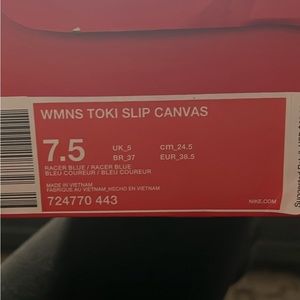 WMNS TOKI SLIP CANVAS
7.5
UK_5 cm_24.5
BR_37 EUR_38.5
RACER BLUE / RACER BLUE
BLEU COUREUR / BLEU COUREUR
MADE IN VIETNAM
FABRIQUE AU VIETNAM_HECHO EN VIETNAM
724770 443
NIKE.COM